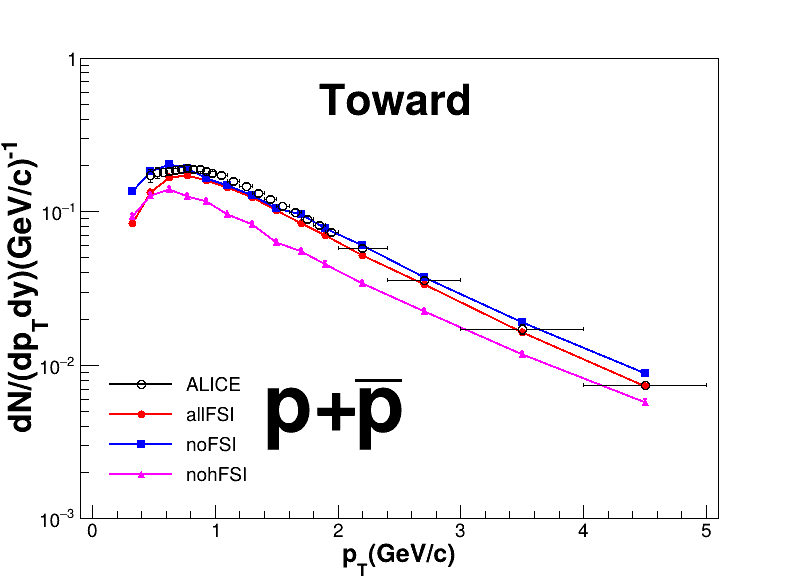 Toward
dN/(dp_T dy)(GeV/c)^-1
1
10^−1
10^−2
10^−3
ALICE
allFSI
noFSI
nohFSI
p+p̅
0 1 2 3 4 5
p_T(GeV/c)